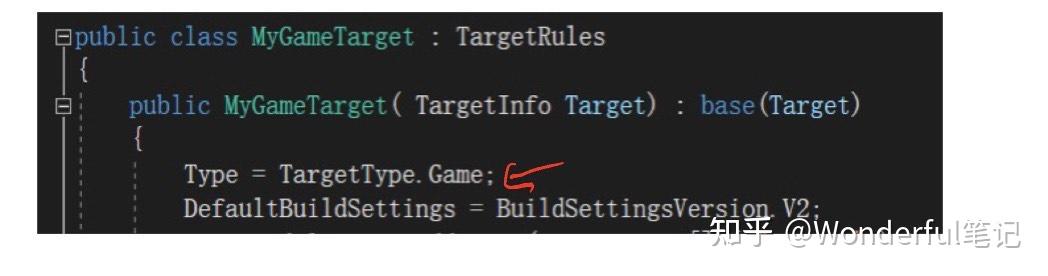 public class MyGameTarget : TargetRules
{
public MyGameTarget( TargetInfo Target) : base(Target)
{
Type = TargetType.Game;
DefaultBuildSettings = BuildSettingsVersion.V2;
知乎 @Wonderful笔记